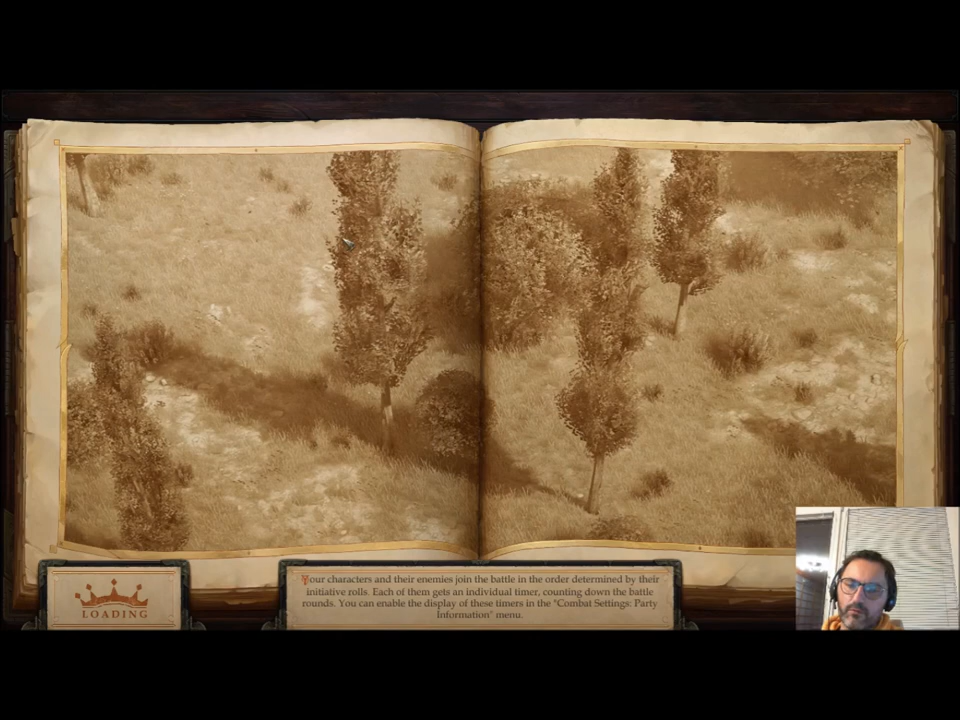 Your characters and their enemies join the battle in the order determined by their
initiative rolls. Each of them gets an individual timer, counting down the battle
rounds. You can enable the display of these timers in the "Combat Settings: Party
Information" menu.
LOADING